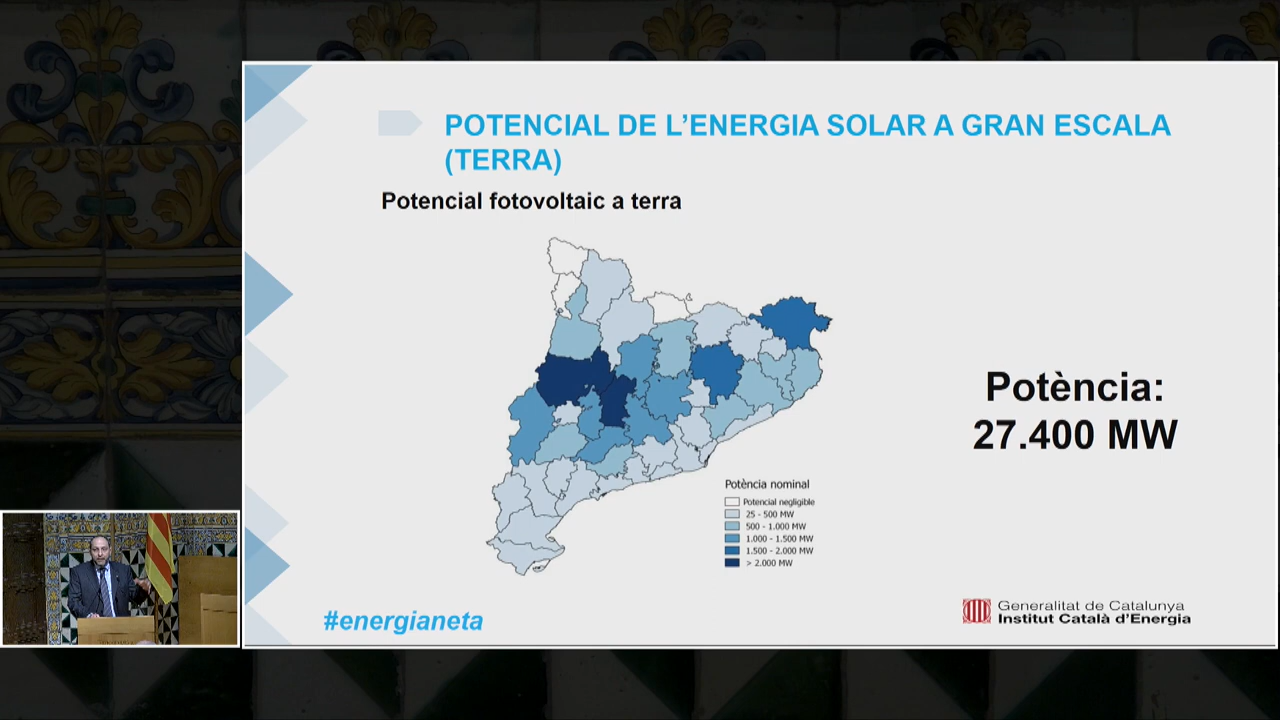 POTENCIAL DE L’ENERGIA SOLAR A GRAN ESCALA
(TERRA)
Potencial fotovoltaic a terra
Potència:
27.400 MW
Potència nominal
Potencial negligible
25 - 500 MW
500 - 1.000 MW
1.000 - 1.500 MW
1.500 - 2.000 MW
> 2.000 MW
#energianeta
Generalitat de Catalunya
Institut Català d’Energia